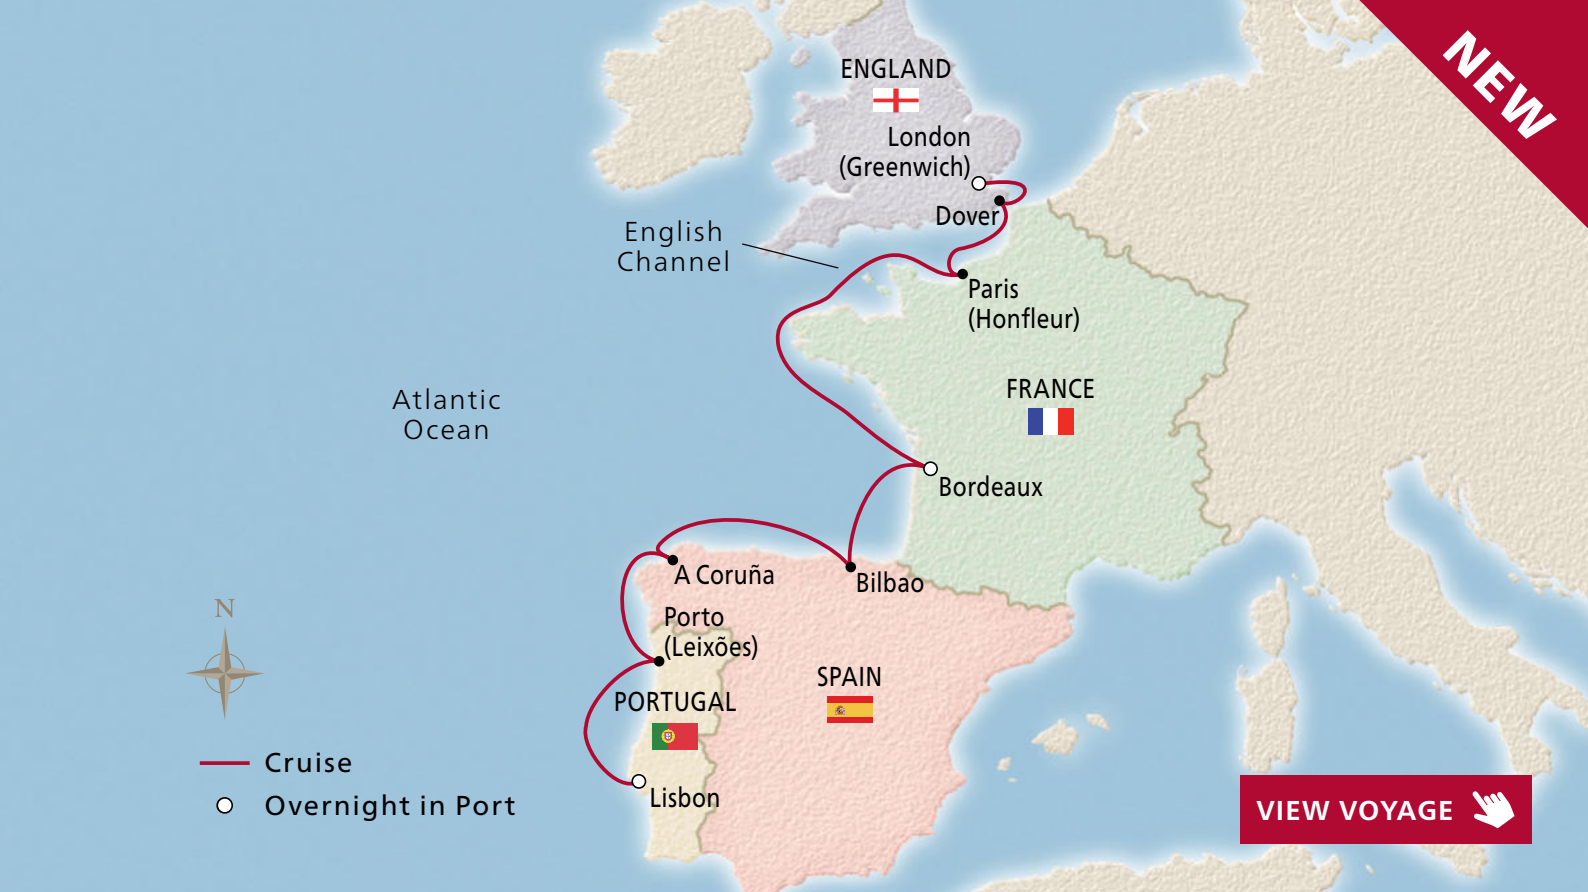 NEW
ENGLAND
London
(Greenwich)
Dover
English
Channel
Paris
(Honfleur)
FRANCE
Atlantic
Ocean
Bordeaux
A Coruña
Bilbao
Porto
(Leixões)
SPAIN
PORTUGAL
Lisbon
N
Cruise
Overnight in Port
VIEW VOYAGE